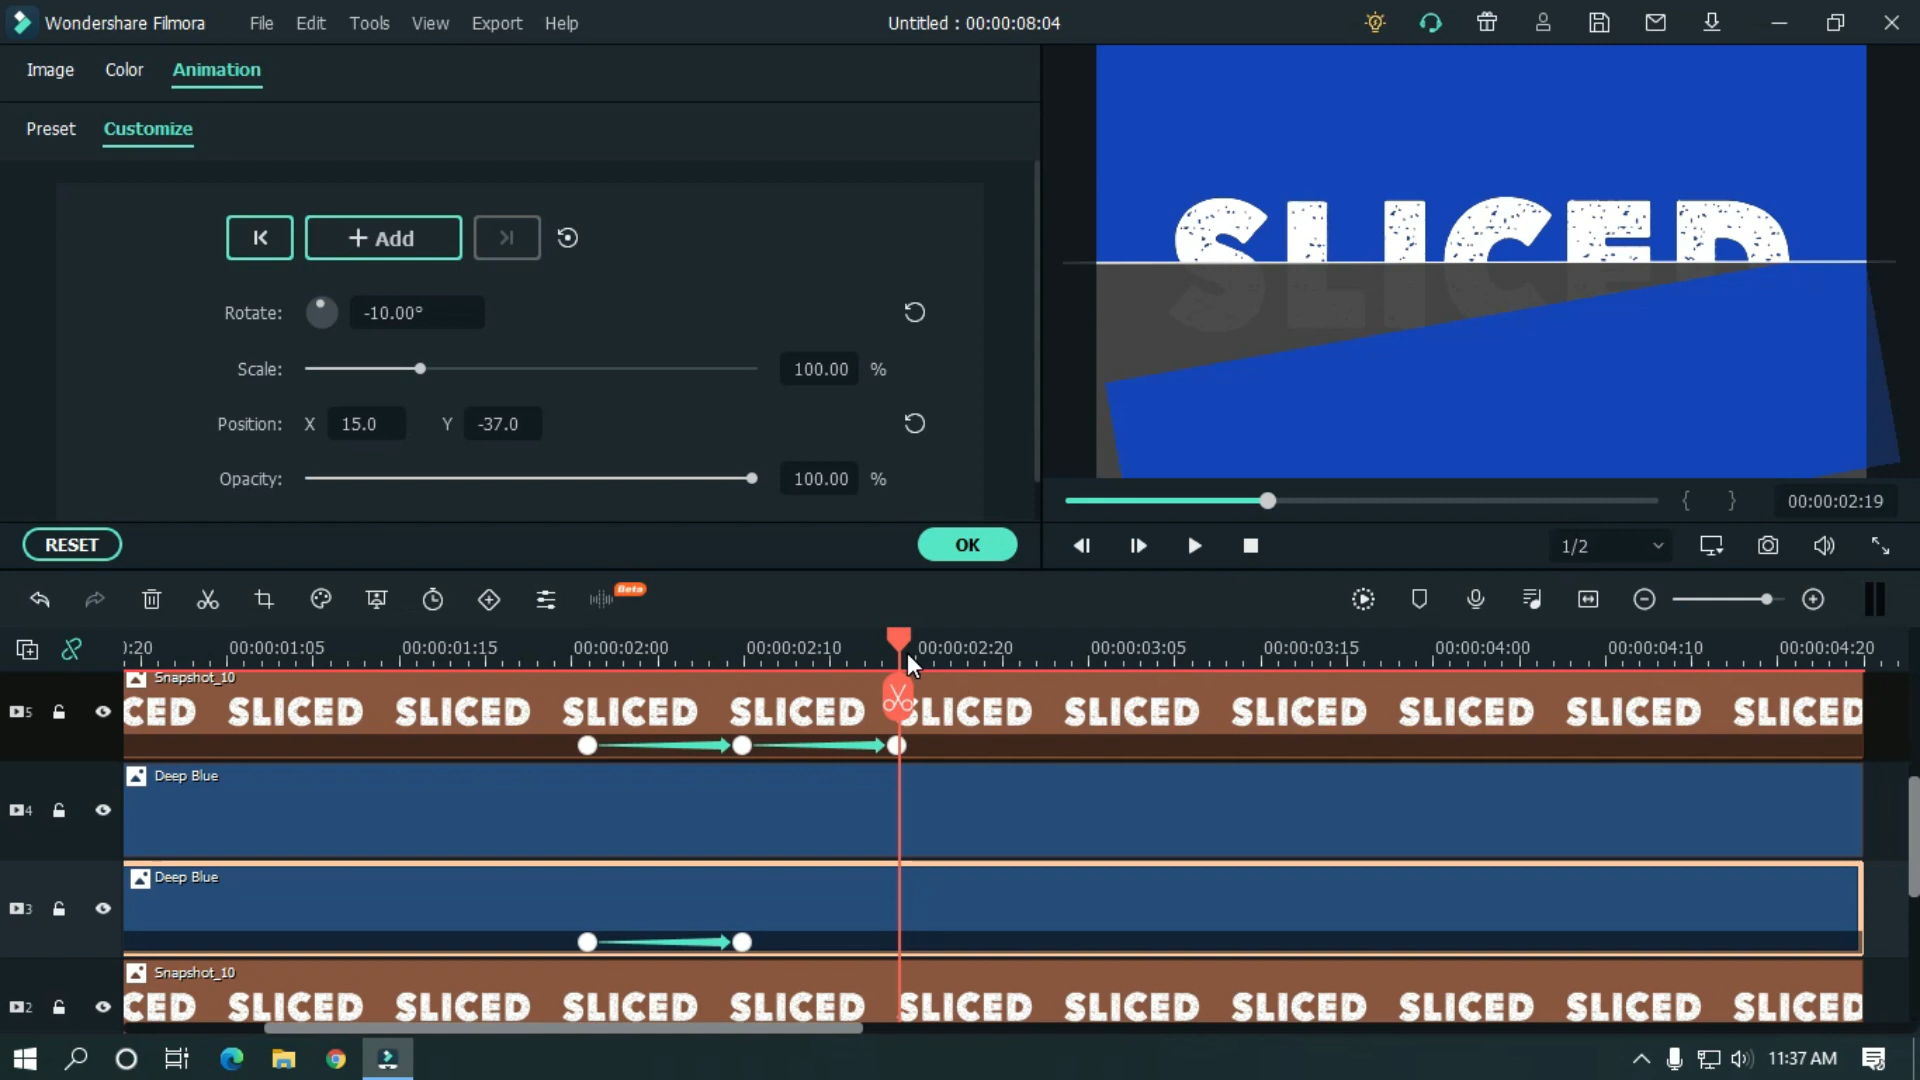 Wondershare Filmora File Edit Tools View Export Help Untitled : 00:00:08:04
Image Color Animation
Preset Customize
+ Add
Rotate: -10.00°
Scale: 100.00 %
Position: X 15.0 Y -37.0
Opacity: 100.00 %
RESET OK
SLICED
{ } 00:00:02:19
1/2
Beta
):20 00:00:01:05 00:00:01:15 00:00:02:00 00:00:02:10 00:00:02:20 00:00:03:05 00:00:03:15 00:00:04:00 00:00:04:10 00:00:04:20
Snapshot_10
5 CED SLICED SLICED SLICED SLICED SLICED SLICED SLICED SLICED SLICED SLICED
Deep Blue
4
Deep Blue
3
Snapshot_10
2 CED SLICED SLICED SLICED SLICED SLICED SLICED SLICED SLICED SLICED SLICED
11:37 AM